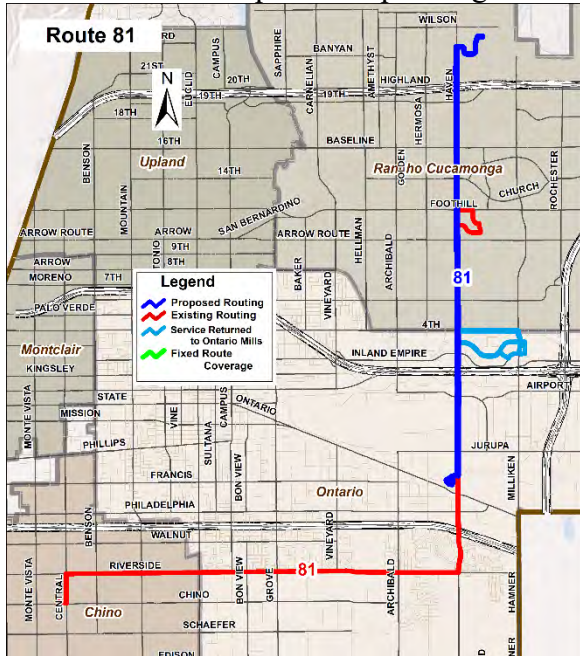 Route 81
RD
CAMPUS
SAPPHIRE
WILSON
BANYAN
CARNELIAN
AMETHYST
HAVEN
21ST
EUCLID
20TH
HIGHLAND
N
19TH
19TH
HERMOSA
18TH
16TH
BASELINE
BENSON
Upland
GOLDEN
Rancho Cucamonga
14TH
ROCHESTER
CHURCH
MOUNTAIN
SAN BERNARDINO
FOOTHILL
ARROW ROUTE
ARROW
ARROW ROUTE
HELLMAN
ARCHIBALD
9TH
8TH
ONIO
ARROW
BAKER
VINEYARD
MORENO
7TH
81
Legend
Proposed Routing
Existing Routing
Service Returned
to Ontario Mills
Fixed Route
Coverage
PALO VERDE
4TH
Montclair
INLAND EMPIRE
KINGSLEY
AIRPORT
MONTE VISTA
STATE
ONTARIO
MISSION
VINE
SULTANA
CAMPUS
PHILLIPS
BON VIEW
JURUPA
FRANCIS
MILLIKEN
PHILADELPHIA
Ontario
BENSON
WALNUT
VINEYARD
MONTE VISTA
CENTRAL
RIVERSIDE
81
BON VIEW
GROVE
ARCHIBALD
HAMNER
CHINO
Chino
SCHAEFER
EDISON
D
NER